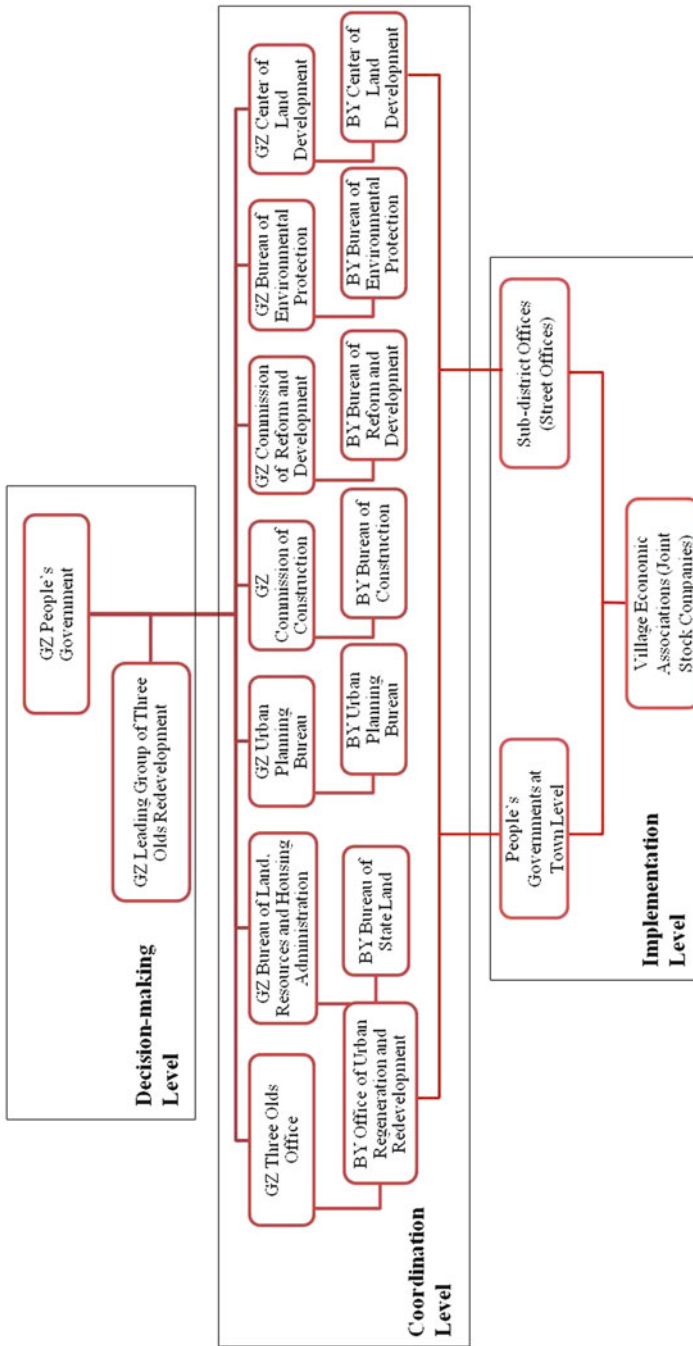 GZ People`s
Government
GZ Leading Group of Three
Olds Redevelopment
Decision-making
Level
GZ Three Olds
Office
GZ Bureau of Land,
Resources and Housing
Administration
GZ Urban
Planning
Bureau
GZ
Commission of
Construction
GZ Commission
of Reform and
Development
GZ Bureau of
Environmental
Protection
GZ Center of
Land
Development
BY Office of Urban
Regeneration and
Redevelopment
BY Bureau of
State Land
BY Urban
Planning
Bureau
BY Bureau of
Construction
BY Bureau of
Reform and
Development
BY Bureau of
Environmental
Protection
BY Center of
Land
Development
Coordination
Level
People`s
Governments at
Town Level
Sub-district Offices
(Street Offices)
Village Economic
Associations (Joint
Stock Companies)
Implementation
Level